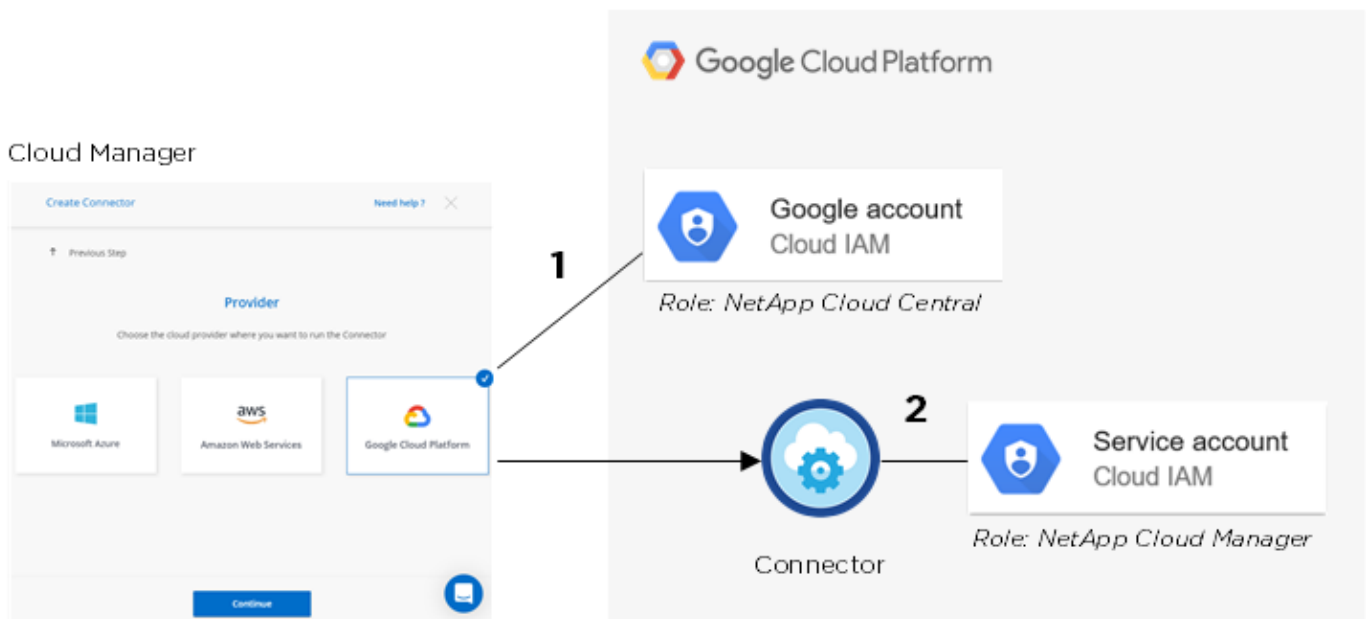 Google Cloud Platform
Cloud Manager
Create Connector
Need help ?
Previous Step
Provider
Choose the cloud provider where you want to run the Connector
Microsoft Azure
aws
Amazon Web Services
Google Cloud Platform
Continue
1
Google account
Cloud IAM
Role: NetApp Cloud Central
2
Connector
Service account
Cloud IAM
Role: NetApp Cloud Manager